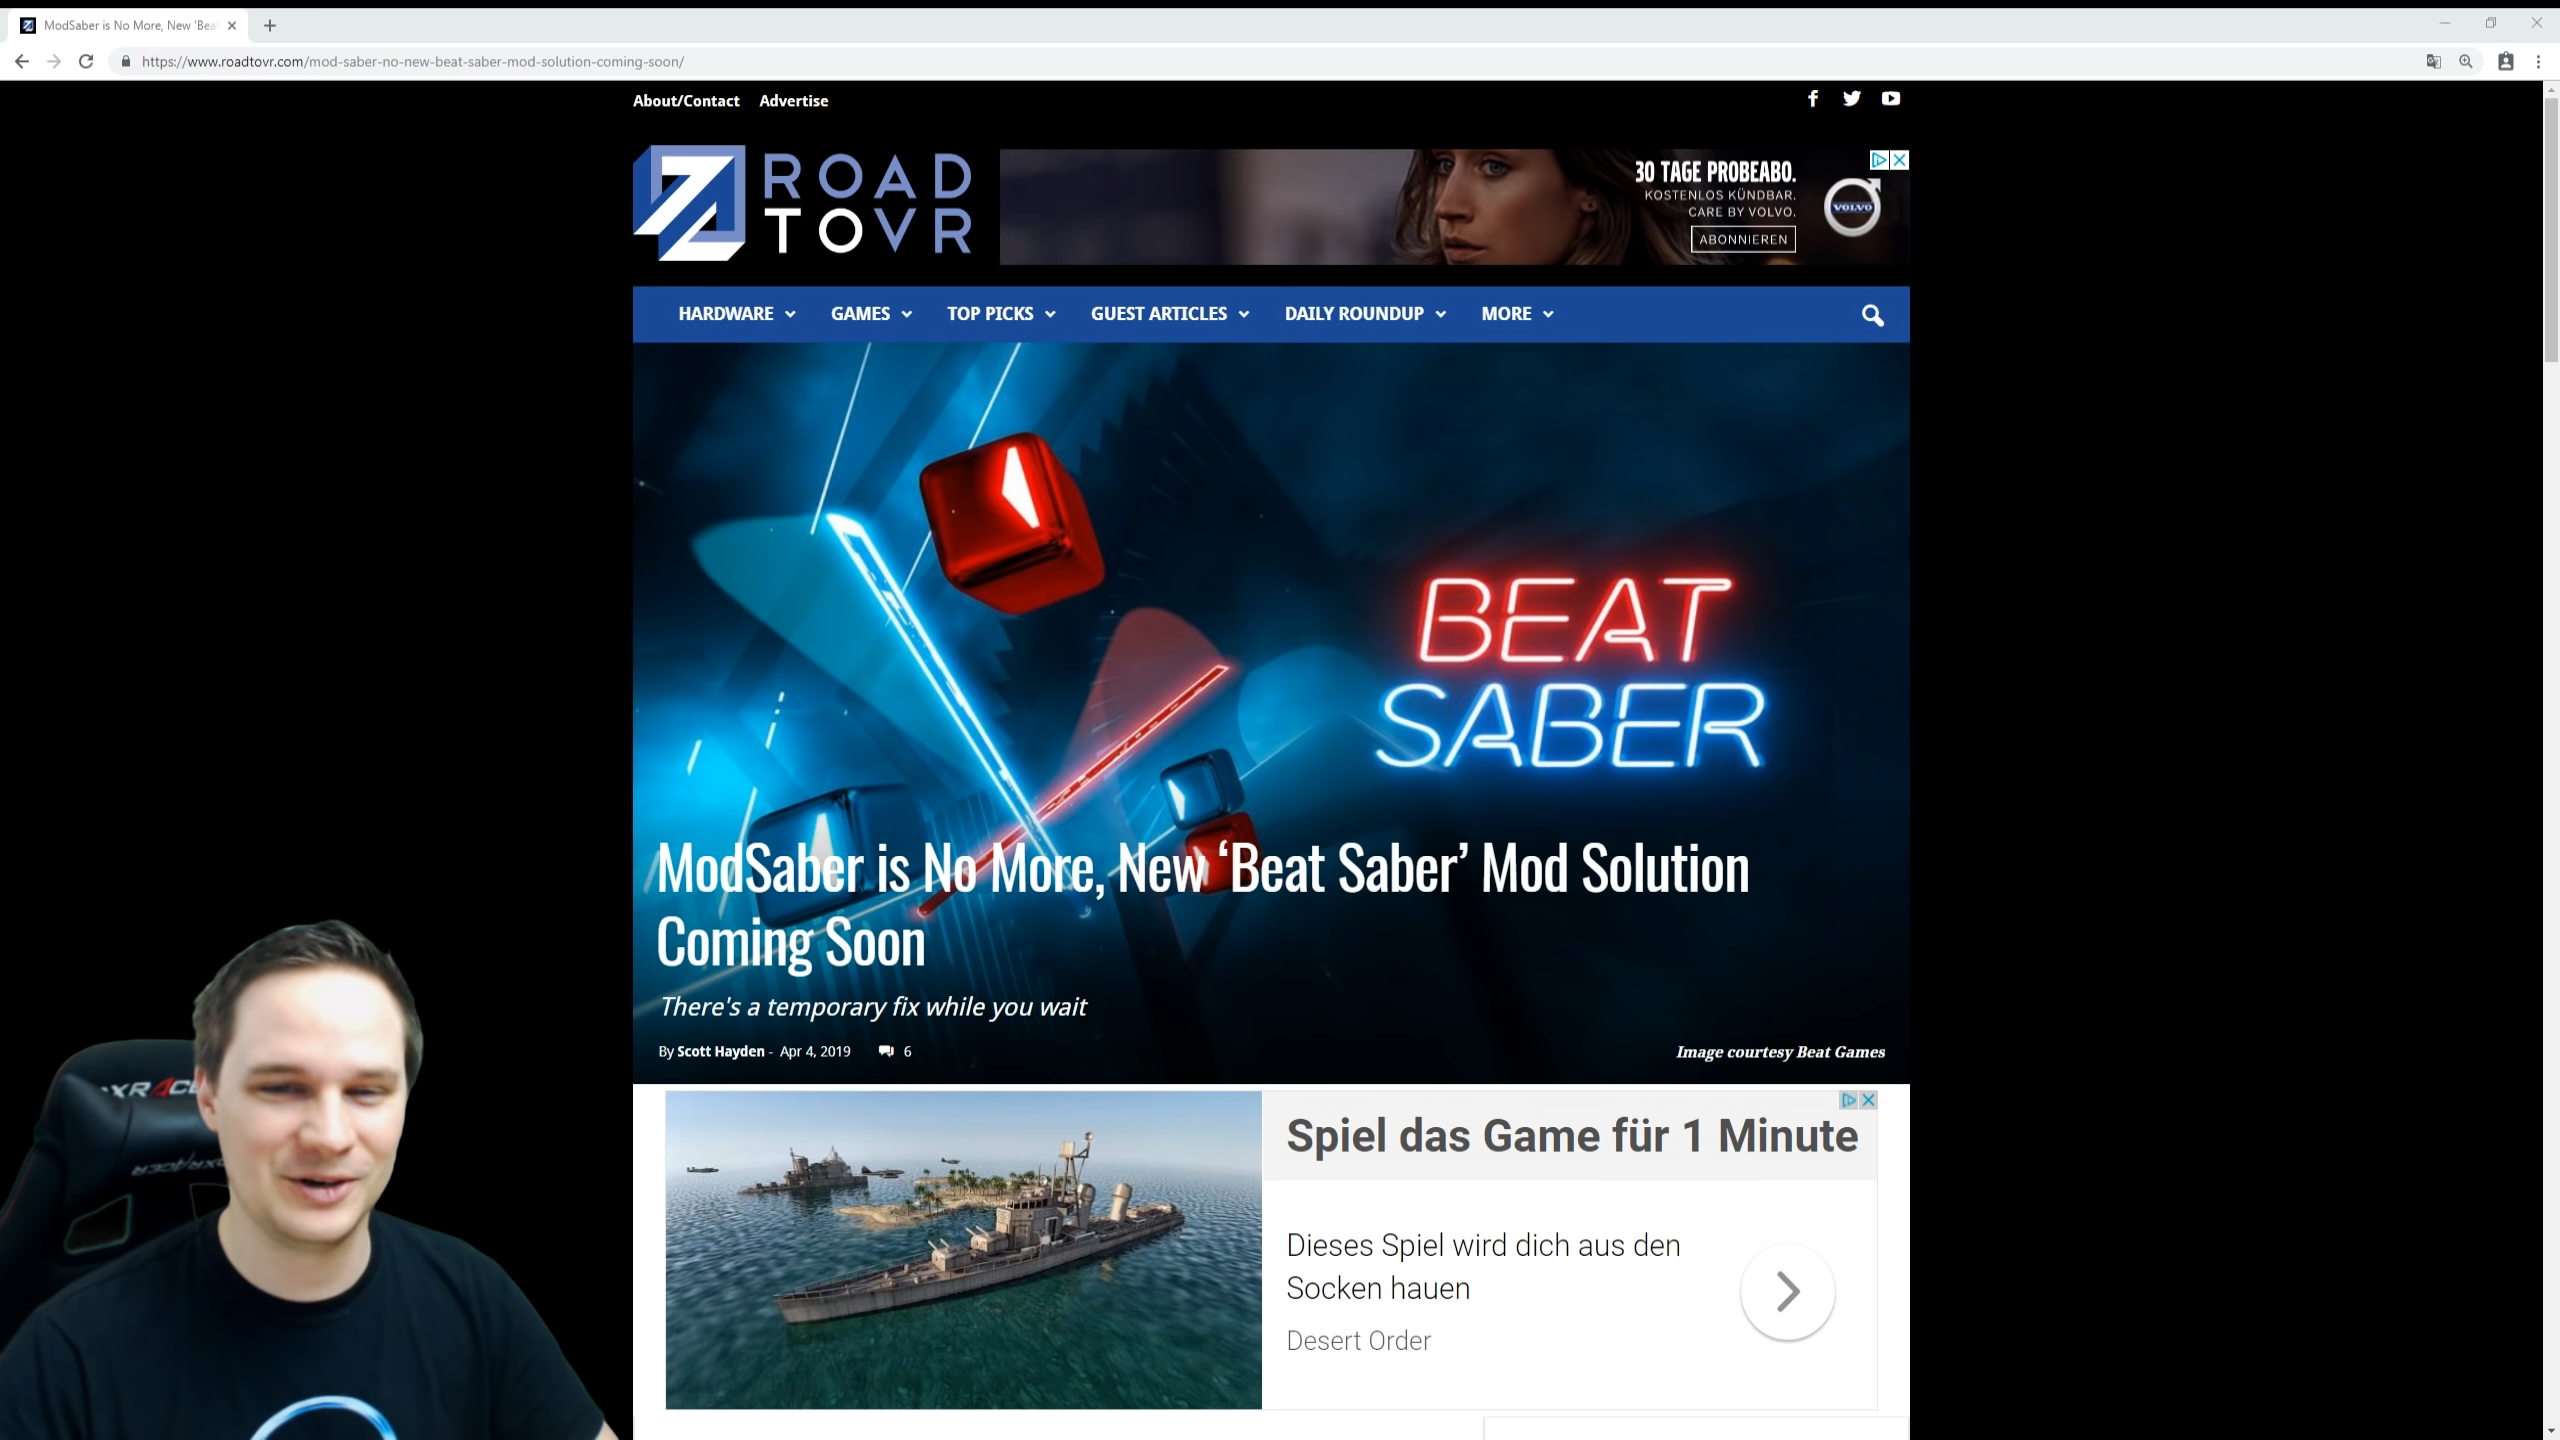 ModSaber is No More, New 'Bea
https://www.roadtovr.com/mod-saber-no-new-beat-saber-mod-solution-coming-soon/
About/Contact Advertise
ROAD
TOVR
30 TAGE PROBEABO.
KOSTENLOS KÜNDBAR.
CARE BY VOLVO.
ABONNIEREN
VOLVO
HARDWARE GAMES TOP PICKS GUEST ARTICLES DAILY ROUNDUP MORE
BEAT
SABER
ModSaber is No More, New ‘Beat Saber’ Mod Solution
Coming Soon
There's a temporary fix while you wait
By Scott Hayden - Apr 4, 2019 6
Image courtesy Beat Games
Spiel das Game für 1 Minute
Dieses Spiel wird dich aus den
Socken hauen
Desert Order